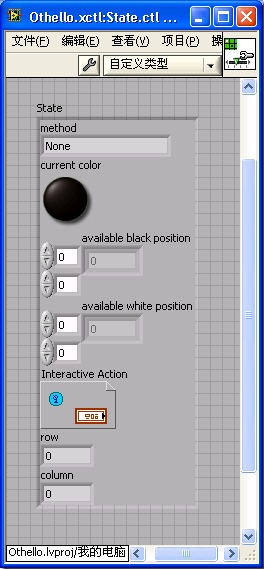 Othello.xctl:State.ctl ...
文件(F) 编辑(E) 查看(V) 项目(P) 操
自定义类型
State
method
None
current color
available black position
0
0
0
available white position
0
0
0
Interactive Action
row
0
column
0
Othello.lvproj/我的电脑